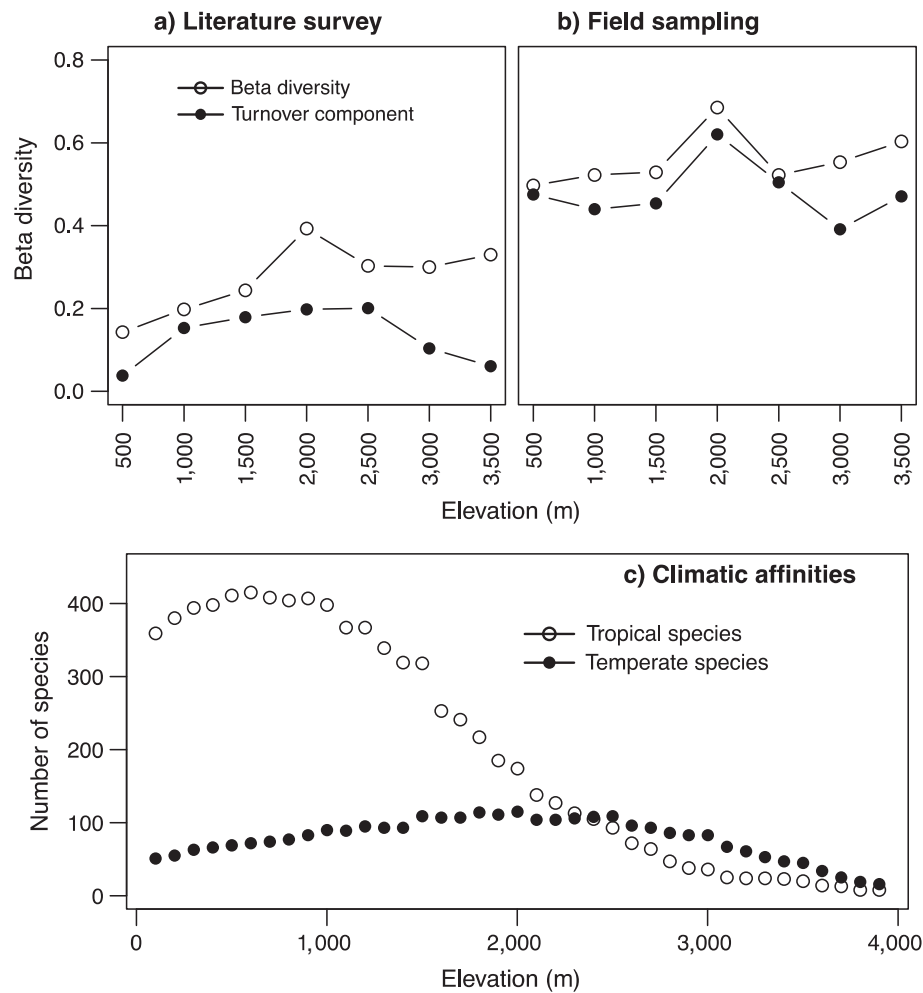 a) Literature survey
b) Field sampling
0.8
0.6
0.4
0.2
0.0
Beta diversity
Beta diversity
Turnover component
500
1,000
1,500
2,000
2,500
3,000
3,500
500
1,000
1,500
2,000
2,500
3,000
3,500
Elevation (m)
c) Climatic affinities
Tropical species
Temperate species
400
300
200
100
0
Number of species
0
1,000
2,000
3,000
4,000
Elevation (m)